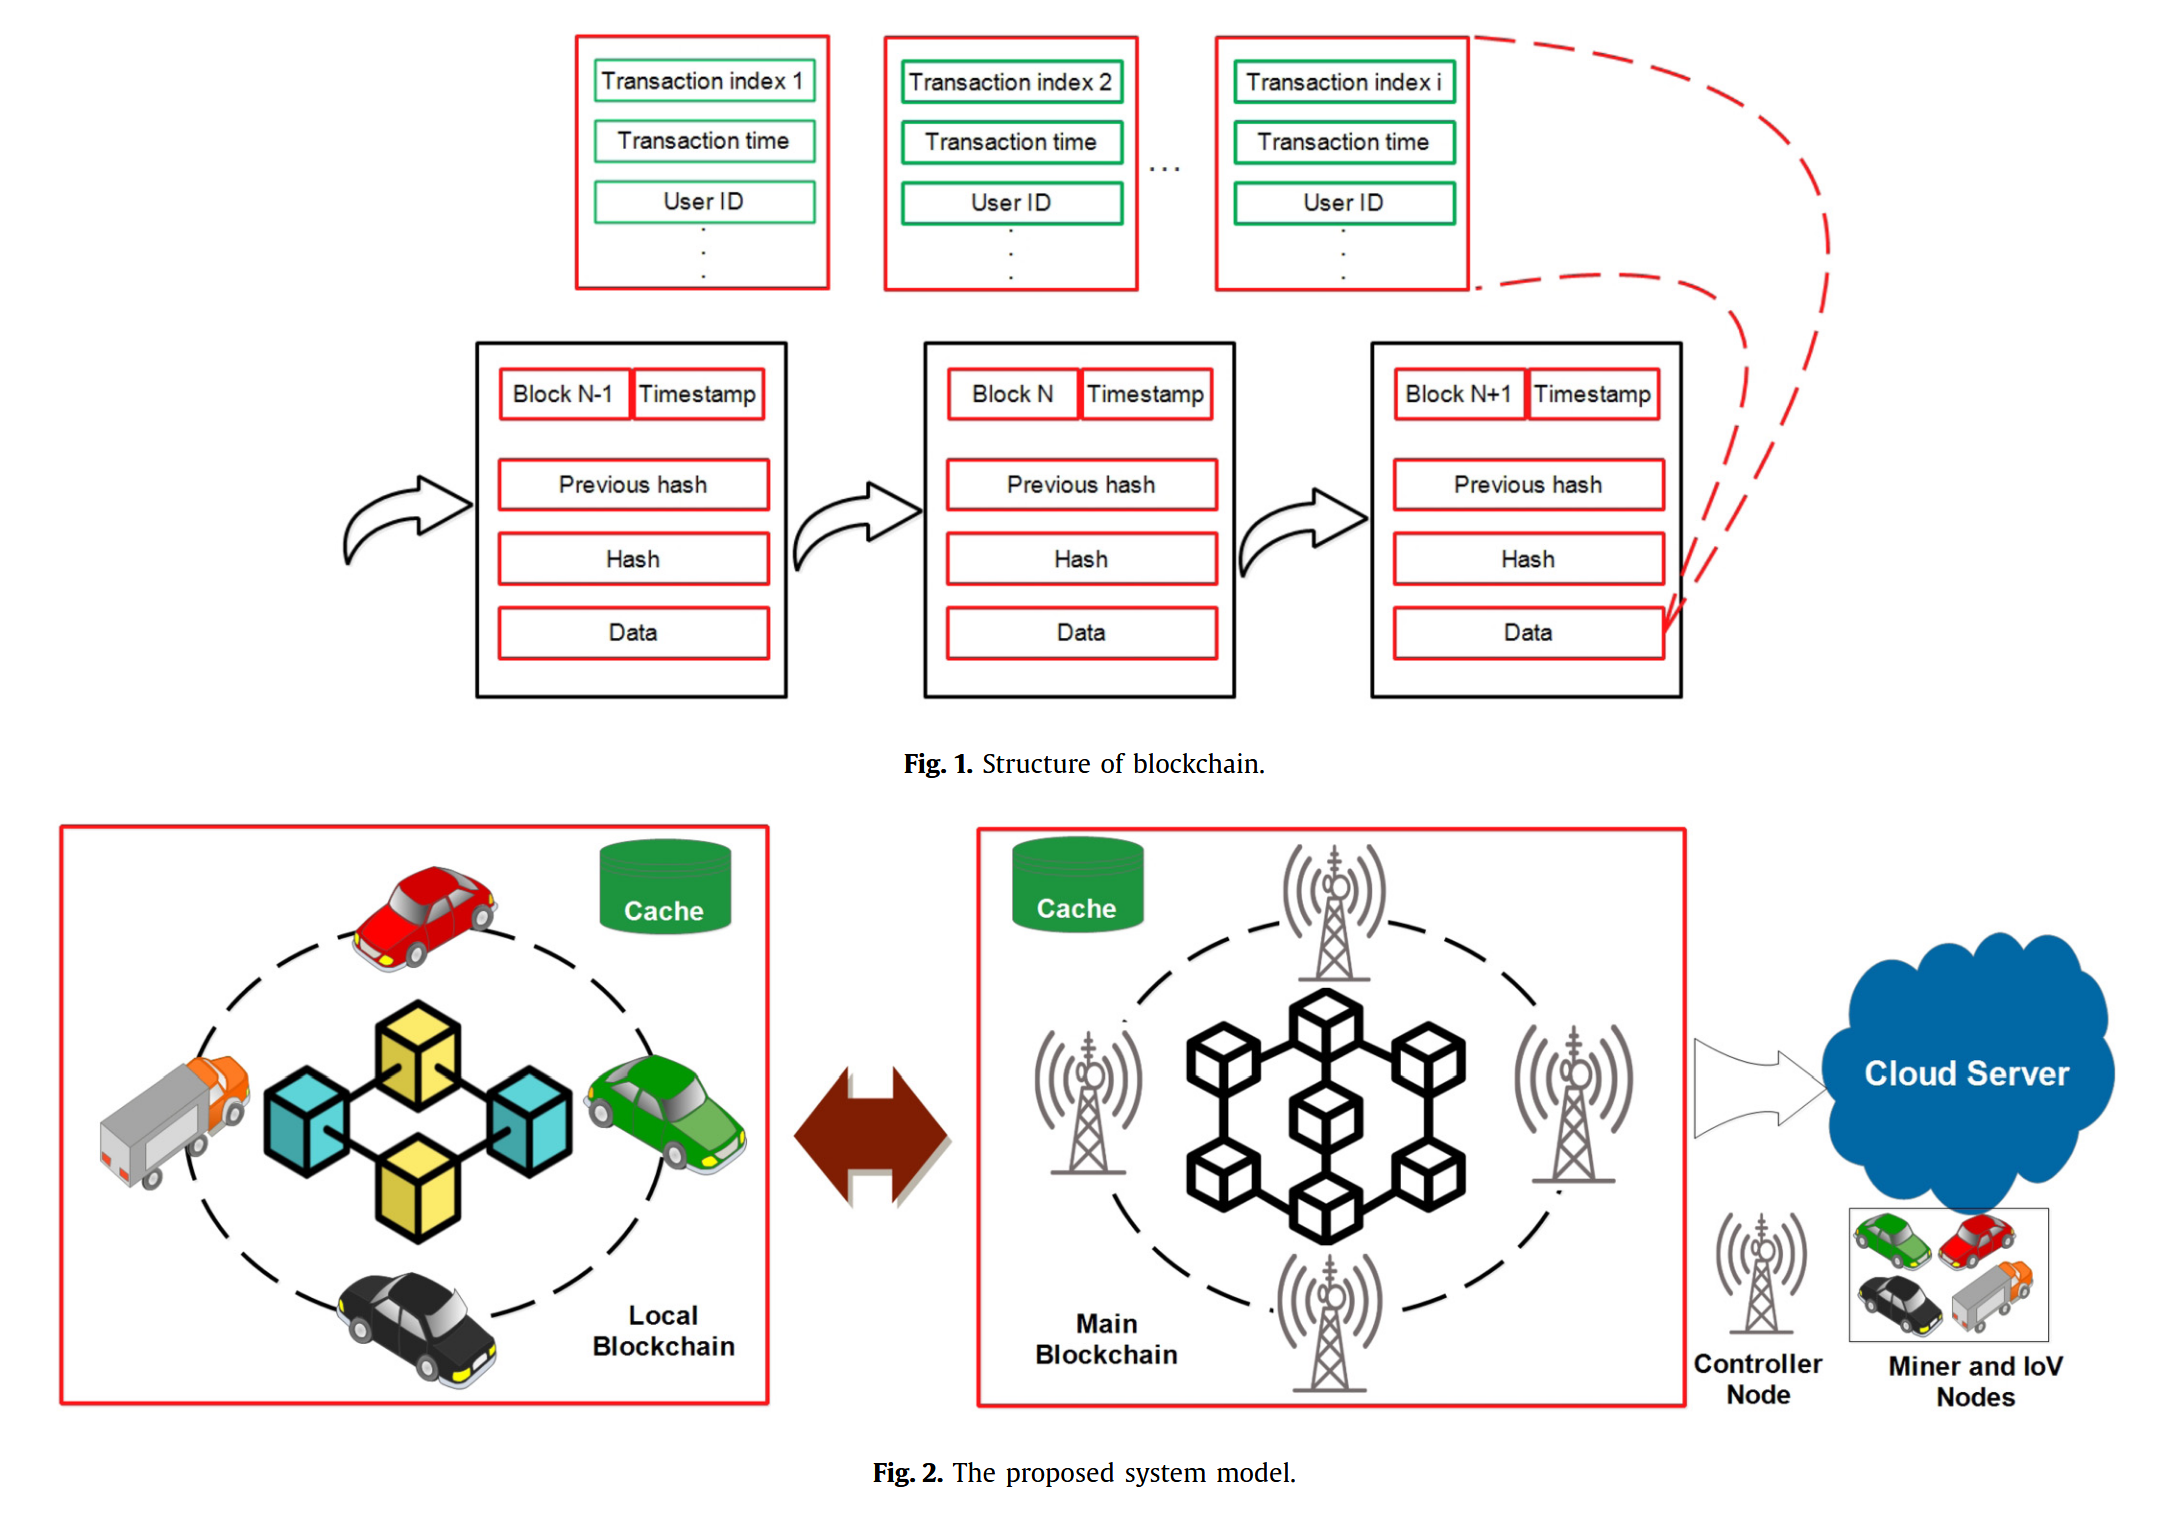 Transaction index 1
Transaction time
User ID
Transaction index 2
Transaction time
User ID
...
Transaction index i
Transaction time
User ID
Block N-1 Timestamp
Previous hash
Hash
Data
Block N Timestamp
Previous hash
Hash
Data
Block N+1 Timestamp
Previous hash
Hash
Data
Fig. 1. Structure of blockchain.
Cache
Local
Blockchain
Cache
Main
Blockchain
Cloud Server
Controller
Node
Miner and IoV
Nodes
Fig. 2. The proposed system model.